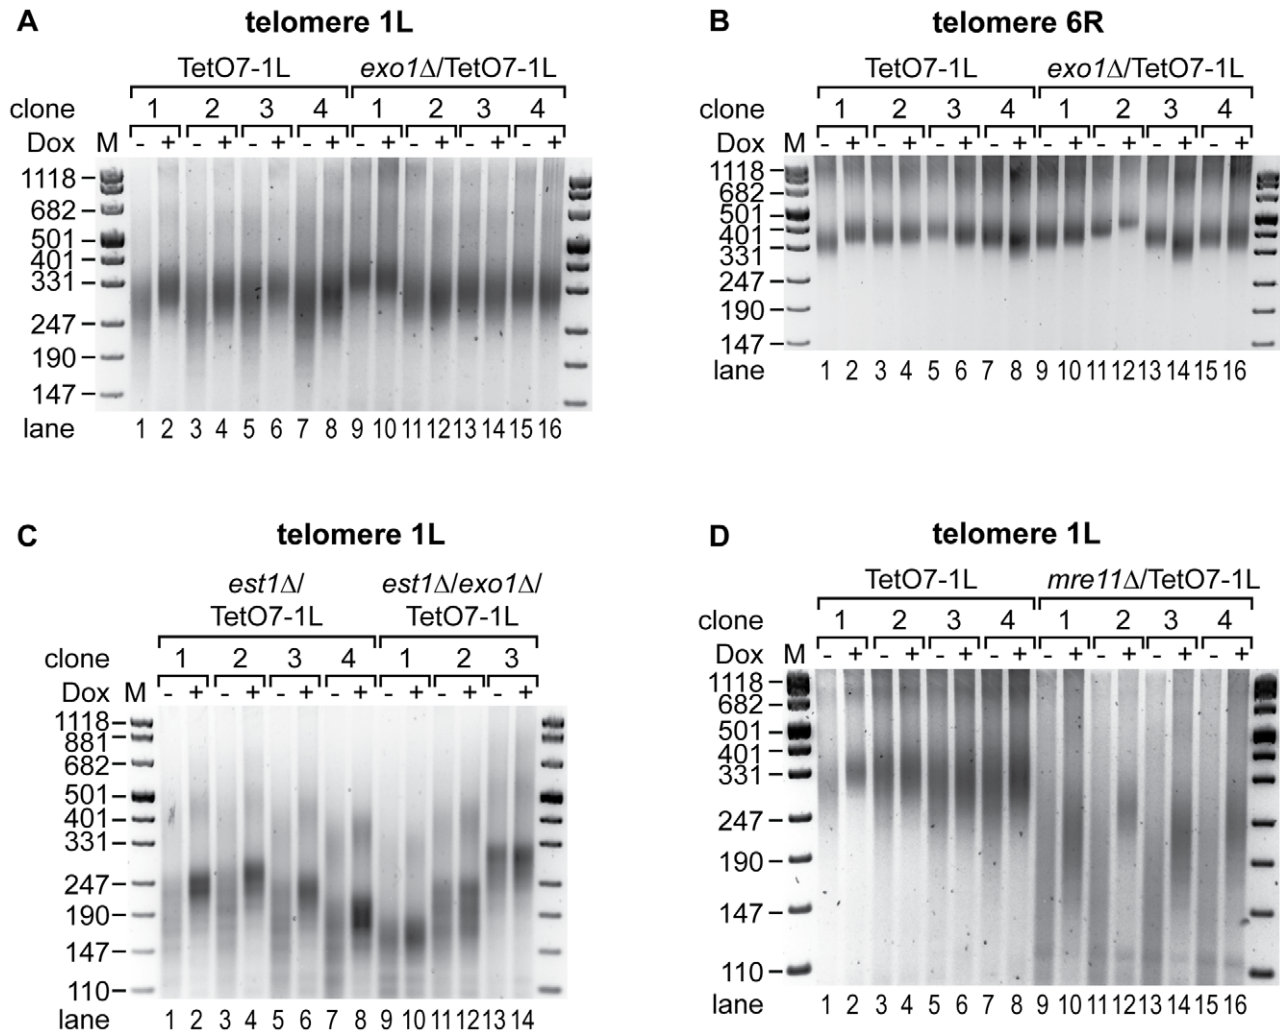 A
telomere 1L
TetO7-1L exo1Δ/TetO7-1L
clone 1 2 3 4 1 2 3 4
Dox M - + - + - + - + - + - + - + - +
1118
682
501
401
331
247
190
147
lane 1 2 3 4 5 6 7 8 9 10 11 12 13 14 15 16
B
telomere 6R
TetO7-1L exo1Δ/TetO7-1L
clone 1 2 3 4 1 2 3 4
Dox M - + - + - + - + - + - + - + - +
1118
682
501
401
331
247
190
147
lane 1 2 3 4 5 6 7 8 9 10 11 12 13 14 15 16
C
telomere 1L
est1Δ/ est1Δ/exo1Δ/
TetO7-1L TetO7-1L
clone 1 2 3 4 1 2 3
Dox M - + - + - + - + - + - + - +
1118
881
682
501
401
331
247
190
147
110
lane 1 2 3 4 5 6 7 8 9 10 11 12 13 14
D
telomere 1L
TetO7-1L mre11Δ/TetO7-1L
clone 1 2 3 4 1 2 3 4
Dox M - + - + - + - + - + - + - + - +
1118
682
501
401
331
247
190
147
110
lane 1 2 3 4 5 6 7 8 9 10 11 12 13 14 15 16